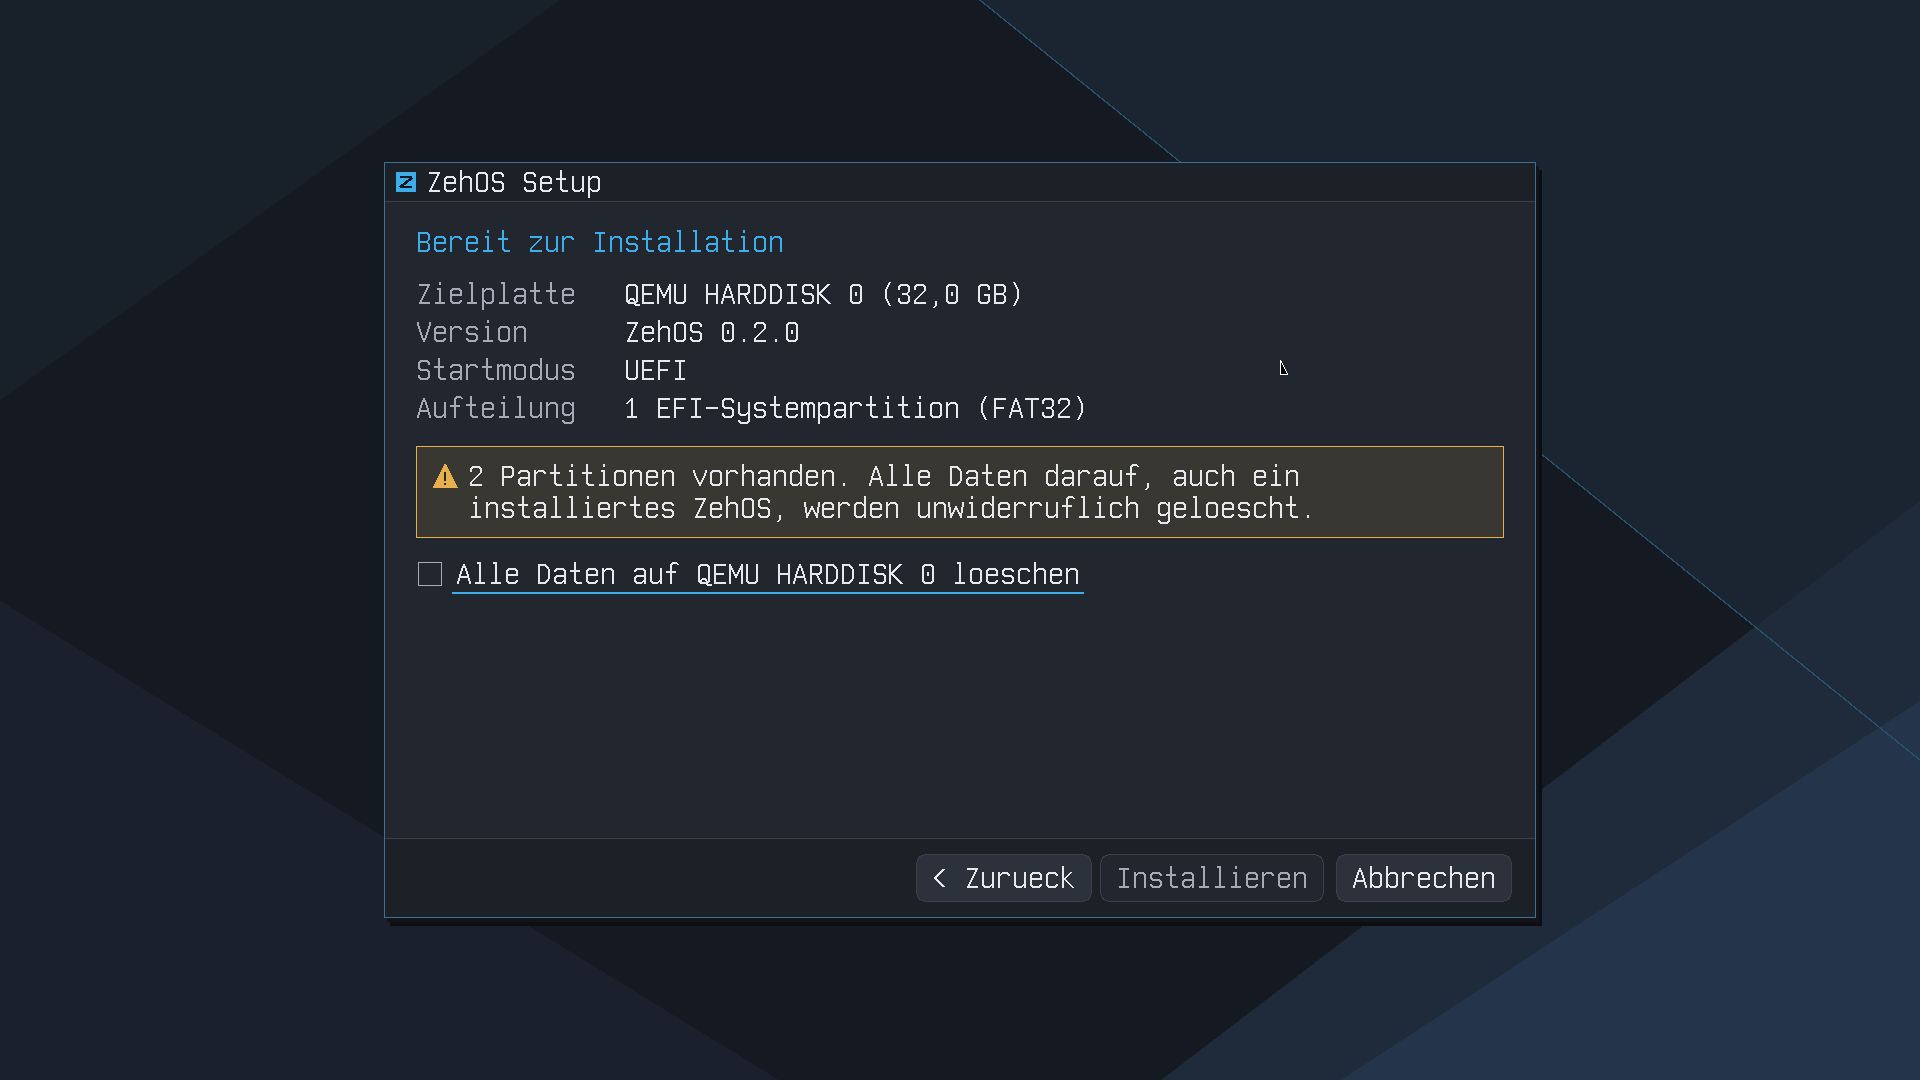 Z ZehOS Setup
Bereit zur Installation
Zielplatte QEMU HARDDISK 0 (32,0 GB)
Version ZehOS 0.2.0
Startmodus UEFI
Aufteilung 1 EFI-Systempartition (FAT32)
2 Partitionen vorhanden. Alle Daten darauf, auch ein
installiertes ZehOS, werden unwiderruflich geloescht.
Alle Daten auf QEMU HARDDISK 0 loeschen
< Zurueck Installieren Abbrechen